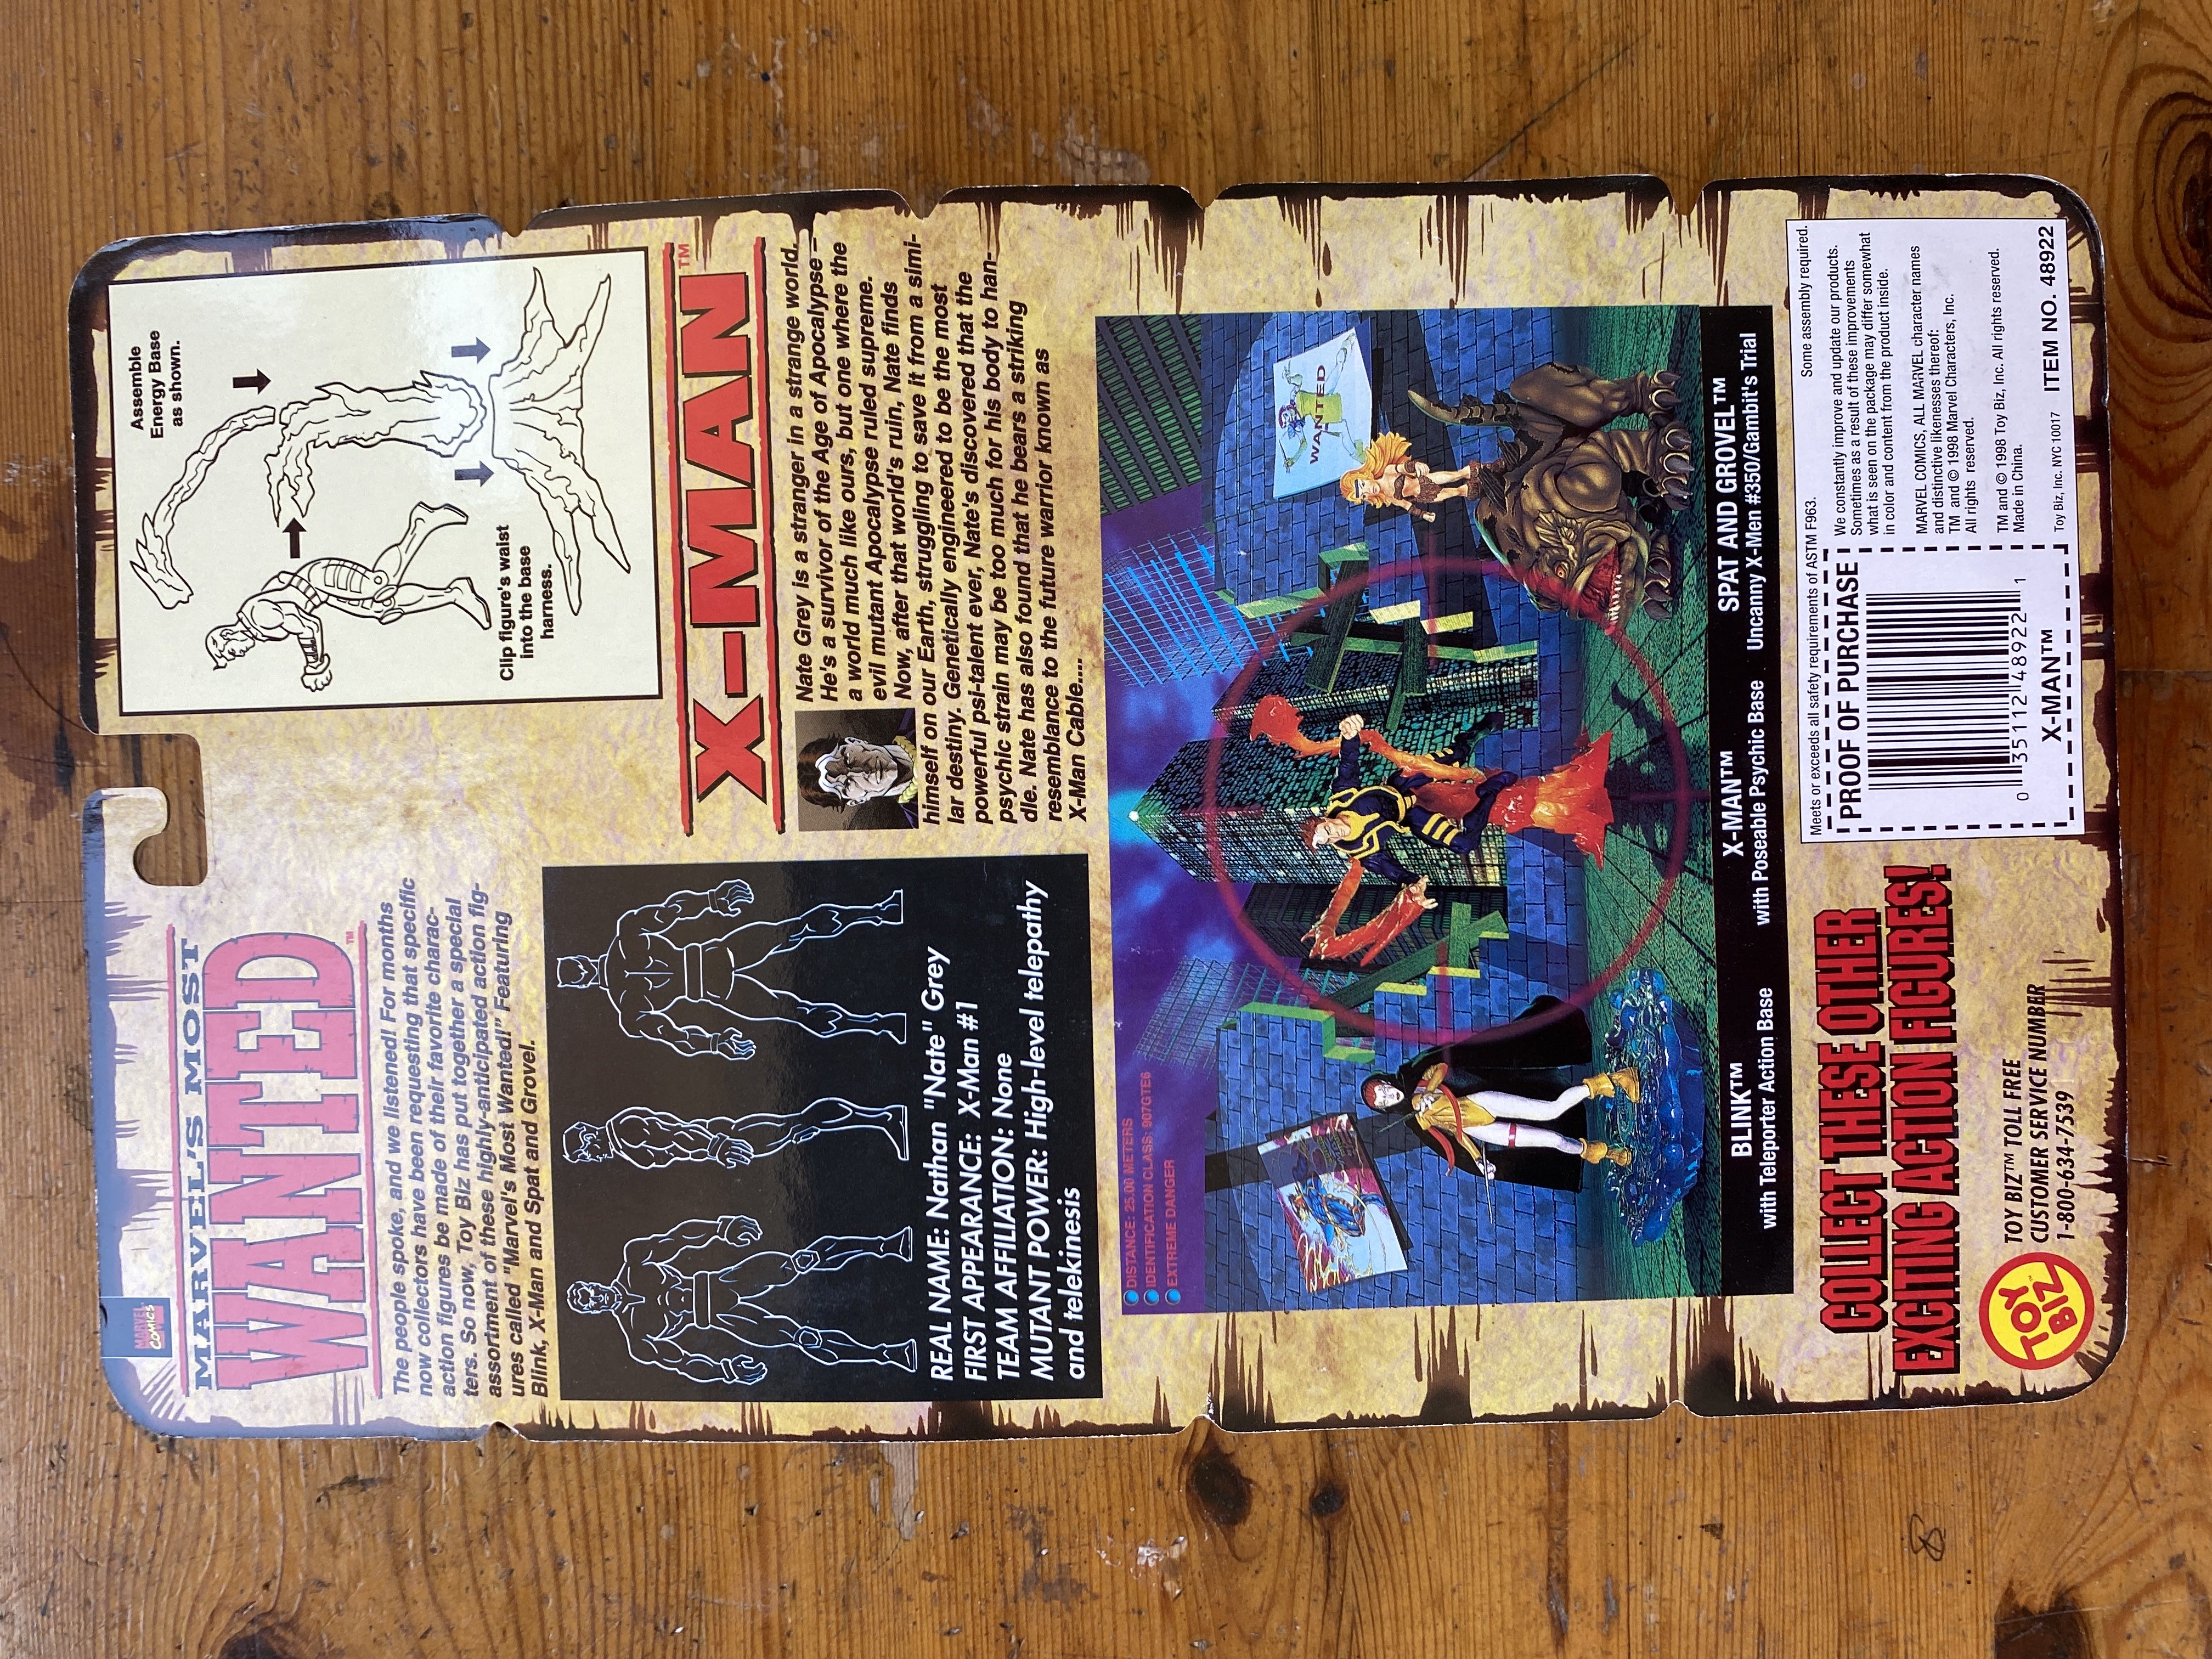 MARVEL
COMICS
MARVEL'S MOST
WANTED™
The people spoke, and we listened! For months
now collectors have been requesting that specific
action figures be made of their favorite charac-
ters. So now, Toy Biz has put together a special
assortment of these highly-anticipated action fig-
ures called "Marvel's Most Wanted!" Featuring
Blink, X-Man and Spat and Grovel.
REAL NAME: Nathan "Nate" Grey
FIRST APPEARANCE: X-Man #1
TEAM AFFILIATION: None
MUTANT POWER: High-level telepathy
and telekinesis
Assemble
Energy Base
as shown.
Clip figure's waist
into the base
harness.
X-MAN™
Nate Grey is a stranger in a strange world.
He's a survivor of the Age of Apocalypse –
a world much like ours, but one where the
evil mutant Apocalypse ruled supreme.
Now, after that world's ruin, Nate finds
himself on our Earth, struggling to save it from a simi-
lar destiny. Genetically engineered to be the most
powerful psi-talent ever, Nate's discovered that the
psychic strain may be too much for his body to han-
dle. Nate has also found that he bears a striking
resemblance to the future warrior known as
X-Man Cable.....
DISTANCE: 25.00 METERS
IDENTIFICATION CLASS: 907GTE6
EXTREME DANGER
WANTED
BLINK™
with Teleporter Action Base
X-MAN™
with Poseable Psychic Base
SPAT AND GROVEL™
Uncanny X-Men #350/Gambit's Trial
COLLECT THESE OTHER
EXCITING ACTION FIGURES!
TOY
BIZ
TOY BIZ™ TOLL FREE
CUSTOMER SERVICE NUMBER
1-800-634-7539
Meets or exceeds all safety requirements of ASTM F963.
Some assembly required.
PROOF OF PURCHASE
0 35112 48922 1
X-MAN™
We constantly improve and update our products.
Sometimes as a result of these improvements
what is seen on the package may differ somewhat
in color and content from the product inside.
MARVEL COMICS, ALL MARVEL character names
and distinctive likenesses thereof:
TM and © 1998 Marvel Characters, Inc.
All rights reserved.
TM and © 1998 Toy Biz, Inc. All rights reserved.
Made in China.
Toy Biz, Inc. NYC 10017
ITEM NO. 48922